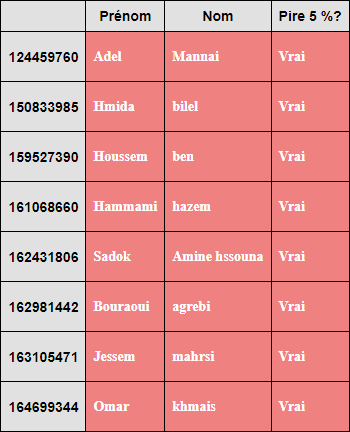 Prénom Nom Pire 5 %?
124459760 Adel Mannai Vrai
150833985 Hmida bilel Vrai
159527390 Houssem ben Vrai
161068660 Hammami hazem Vrai
162431806 Sadok Amine hssouna Vrai
162981442 Bouraoui agrebi Vrai
163105471 Jessem mahrsi Vrai
164699344 Omar khmais Vrai